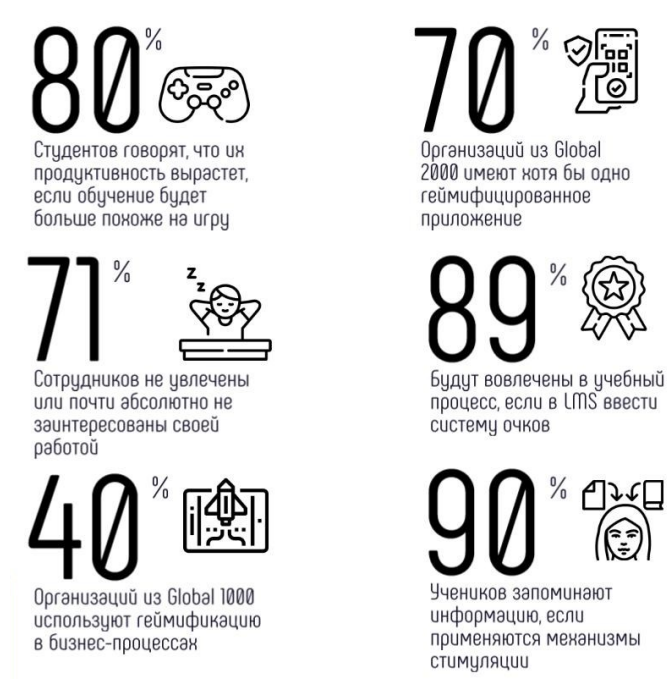 80%
Студентов говорят, что их
продуктивность вырастет,
если обучение будет
больше похоже на игру
70%
Организаций из Global
2000 имеют хотя бы одно
геймифицированное
приложение
71%
z
z
Сотрудников не увлечены
или почти абсолютно не
заинтересованы своей
работой
89%
Будут вовлечены в учебный
процесс, если в LMS ввести
систему очков
40%
Организаций из Global 1000
используют геймификацию
в бизнес-процессах
90%
Учеников запоминают
информацию, если
применяются механизмы
стимуляции